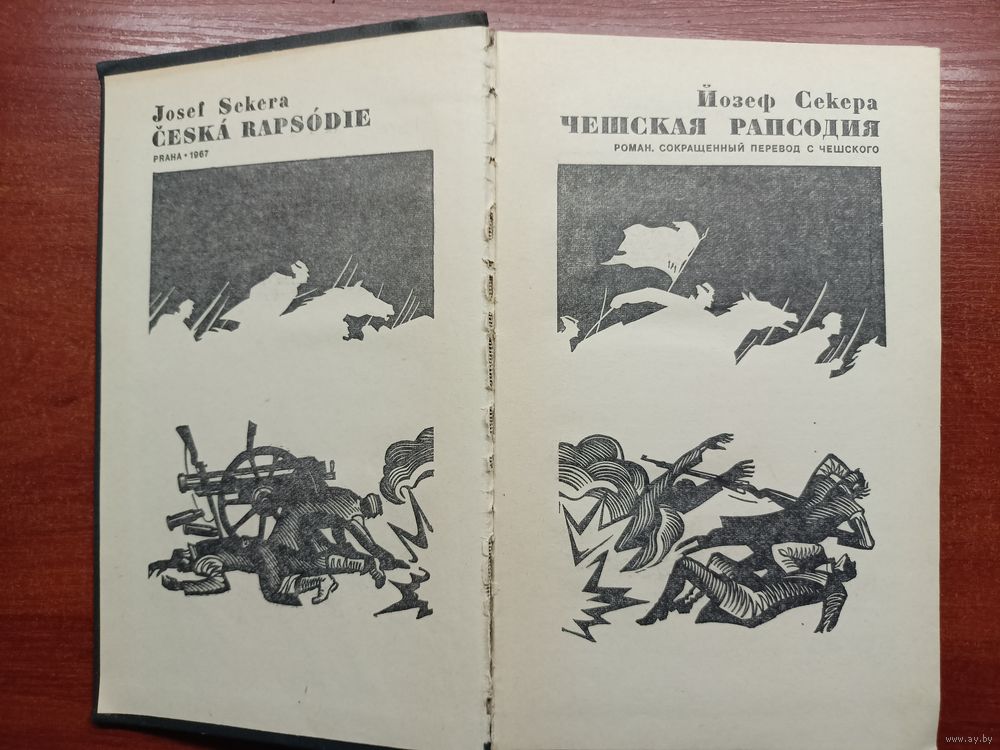 Josef Sekera
ČESKÁ RAPSÓDIE
PRAHA • 1967
Йозеф Секера
ЧЕШСКАЯ РАПСОДИЯ
РОМАН. СОКРАЩЕННЫЙ ПЕРЕВОД С ЧЕШСКОГО
www.ay.by